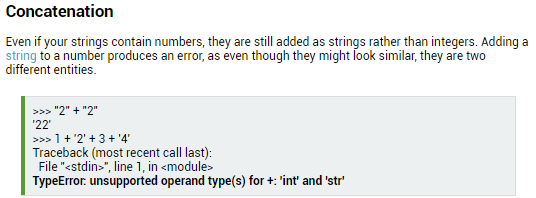 Concatenation
Even if your strings contain numbers, they are still added as strings rather than integers. Adding a
string to a number produces an error, as even though they might look similar, they are two
different entities.
>>> "2" + "2"
'22'
>>> 1 + '2' + 3 + '4'
Traceback (most recent call last):
File "<stdin>", line 1, in <module>
TypeError: unsupported operand type(s) for +: 'int' and 'str'